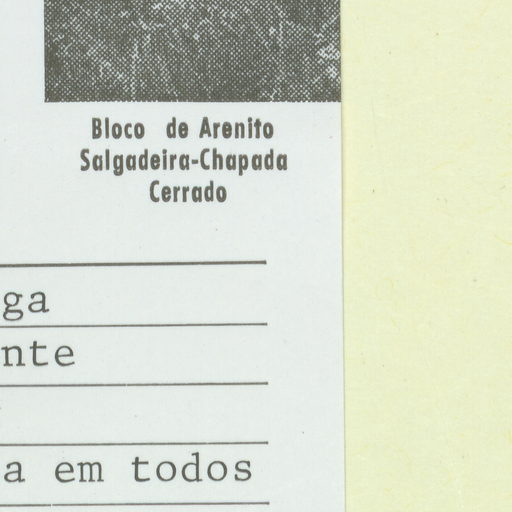 Bloco de Arenito
Salgadeira-Chapada
Cerrado
ga
nte
a em todos